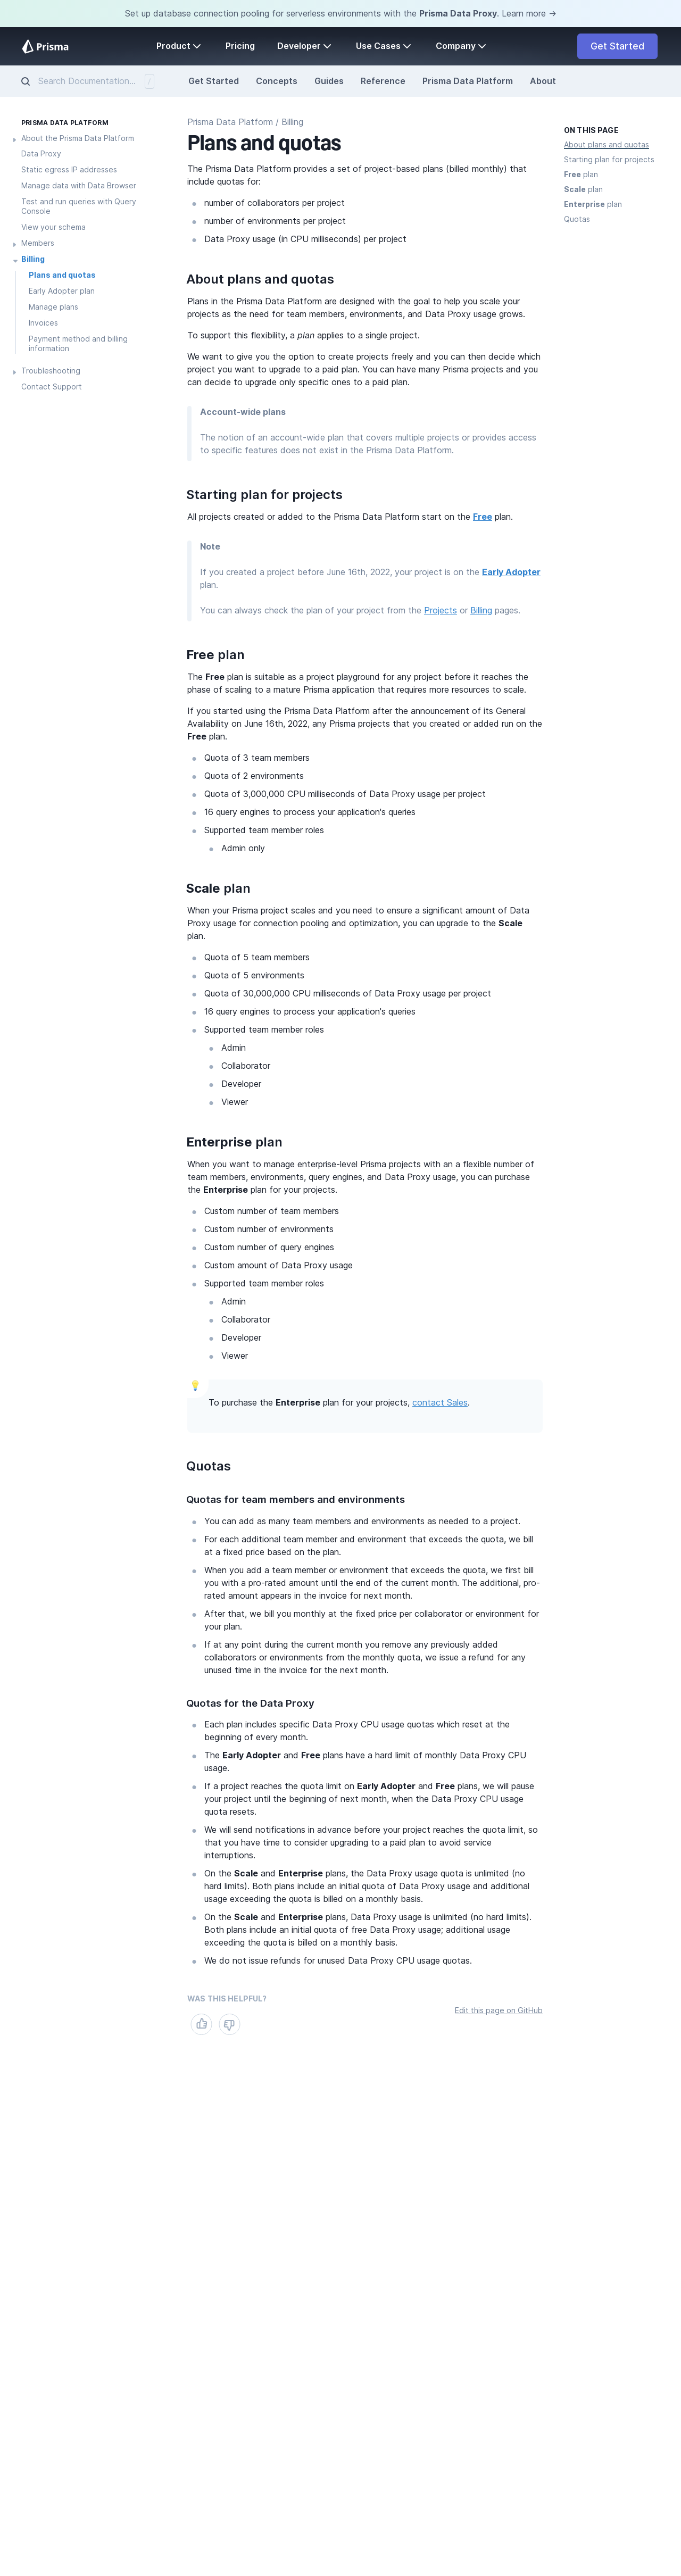 Set up database connection pooling for serverless environments with the Prisma Data Proxy. Learn more →
Prisma
Product
Pricing
Developer
Use Cases
Company
Get Started
Search Documentation...
/
Get Started
Concepts
Guides
Reference
Prisma Data Platform
About
PRISMA DATA PLATFORM
About the Prisma Data Platform
Data Proxy
Static egress IP addresses
Manage data with Data Browser
Test and run queries with Query
Console
View your schema
Members
Billing
Plans and quotas
Early Adopter plan
Manage plans
Invoices
Payment method and billing
information
Troubleshooting
Contact Support
Prisma Data Platform / Billing
Plans and quotas
The Prisma Data Platform provides a set of project-based plans (billed monthly) that
include quotas for:
number of collaborators per project
number of environments per project
Data Proxy usage (in CPU milliseconds) per project
About plans and quotas
Plans in the Prisma Data Platform are designed with the goal to help you scale your
projects as the need for team members, environments, and Data Proxy usage grows.
To support this flexibility, a plan applies to a single project.
We want to give you the option to create projects freely and you can then decide which
project you want to upgrade to a paid plan. You can have many Prisma projects and you
can decide to upgrade only specific ones to a paid plan.
Account-wide plans
The notion of an account-wide plan that covers multiple projects or provides access
to specific features does not exist in the Prisma Data Platform.
Starting plan for projects
All projects created or added to the Prisma Data Platform start on the Free plan.
Note
If you created a project before June 16th, 2022, your project is on the Early Adopter
plan.
You can always check the plan of your project from the Projects or Billing pages.
Free plan
The Free plan is suitable as a project playground for any project before it reaches the
phase of scaling to a mature Prisma application that requires more resources to scale.
If you started using the Prisma Data Platform after the announcement of its General
Availability on June 16th, 2022, any Prisma projects that you created or added run on the
Free plan.
Quota of 3 team members
Quota of 2 environments
Quota of 3,000,000 CPU milliseconds of Data Proxy usage per project
16 query engines to process your application's queries
Supported team member roles
Admin only
Scale plan
When your Prisma project scales and you need to ensure a significant amount of Data
Proxy usage for connection pooling and optimization, you can upgrade to the Scale
plan.
Quota of 5 team members
Quota of 5 environments
Quota of 30,000,000 CPU milliseconds of Data Proxy usage per project
16 query engines to process your application's queries
Supported team member roles
Admin
Collaborator
Developer
Viewer
Enterprise plan
When you want to manage enterprise-level Prisma projects with an a flexible number of
team members, environments, query engines, and Data Proxy usage, you can purchase
the Enterprise plan for your projects.
Custom number of team members
Custom number of environments
Custom number of query engines
Custom amount of Data Proxy usage
Supported team member roles
Admin
Collaborator
Developer
Viewer
To purchase the Enterprise plan for your projects, contact Sales.
Quotas
Quotas for team members and environments
You can add as many team members and environments as needed to a project.
For each additional team member and environment that exceeds the quota, we bill
at a fixed price based on the plan.
When you add a team member or environment that exceeds the quota, we first bill
you with a pro-rated amount until the end of the current month. The additional, pro-
rated amount appears in the invoice for next month.
After that, we bill you monthly at the fixed price per collaborator or environment for
your plan.
If at any point during the current month you remove any previously added
collaborators or environments from the monthly quota, we issue a refund for any
unused time in the invoice for the next month.
Quotas for the Data Proxy
Each plan includes specific Data Proxy CPU usage quotas which reset at the
beginning of every month.
The Early Adopter and Free plans have a hard limit of monthly Data Proxy CPU
usage.
If a project reaches the quota limit on Early Adopter and Free plans, we will pause
your project until the beginning of next month, when the Data Proxy CPU usage
quota resets.
We will send notifications in advance before your project reaches the quota limit, so
that you have time to consider upgrading to a paid plan to avoid service
interruptions.
On the Scale and Enterprise plans, the Data Proxy usage quota is unlimited (no
hard limits). Both plans include an initial quota of Data Proxy usage and additional
usage exceeding the quota is billed on a monthly basis.
On the Scale and Enterprise plans, Data Proxy usage is unlimited (no hard limits).
Both plans include an initial quota of free Data Proxy usage; additional usage
exceeding the quota is billed on a monthly basis.
We do not issue refunds for unused Data Proxy CPU usage quotas.
WAS THIS HELPFUL?
Edit this page on GitHub
ON THIS PAGE
About plans and quotas
Starting plan for projects
Free plan
Scale plan
Enterprise plan
Quotas